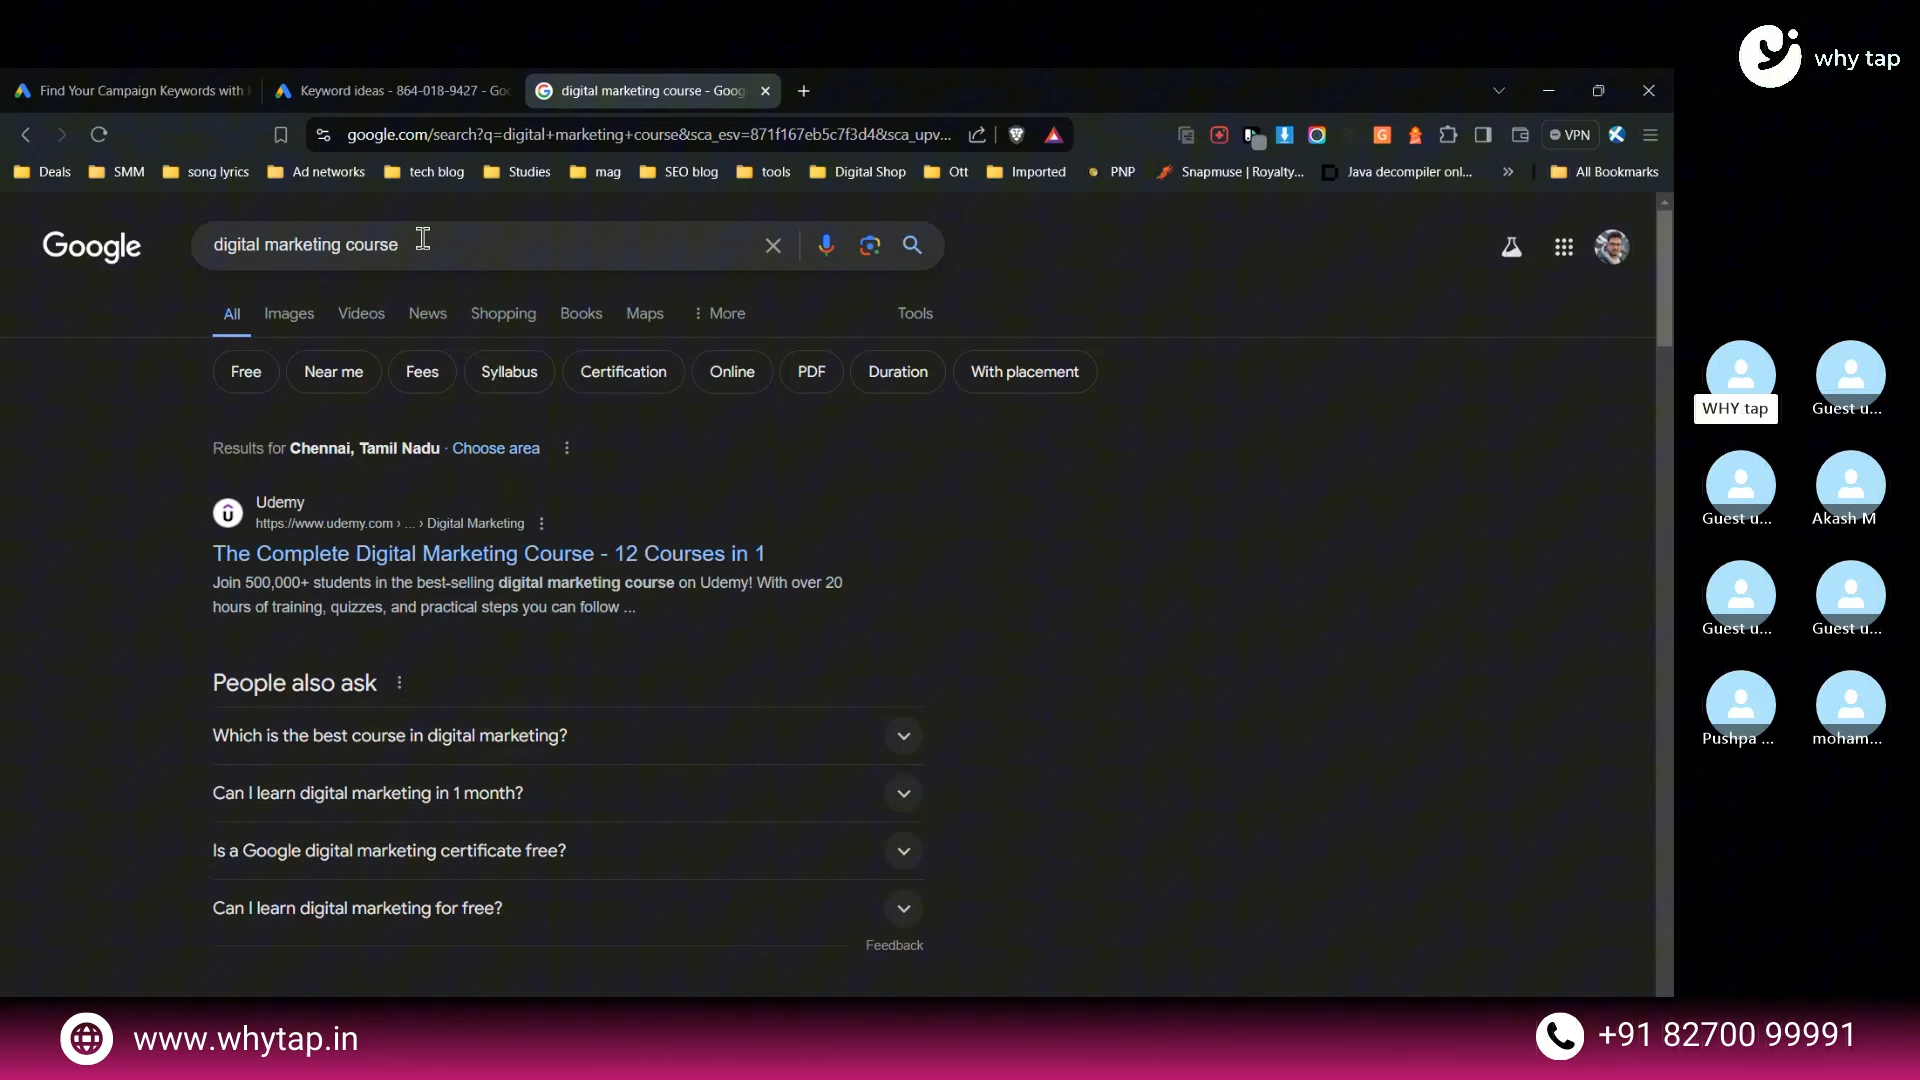 why tap
Find Your Campaign Keywords with
Keyword ideas - 864-018-9427 - Goo
digital marketing course - Goog
google.com/search?q=digital+marketing+course&sca_esv=871f167eb5c7f3d4&sca_upv...
VPN
Deals
SMM
song lyrics
Ad networks
tech blog
Studies
mag
SEO blog
tools
Digital Shop
Ott
Imported
PNP
Snapmuse | Royalty...
Java decompiler onl...
All Bookmarks
Google
digital marketing course
All
Images
Videos
News
Shopping
Books
Maps
More
Tools
Free
Near me
Fees
Syllabus
Certification
Online
PDF
Duration
With placement
Results for Chennai, Tamil Nadu · Choose area
Udemy
https://www.udemy.com › ... › Digital Marketing
The Complete Digital Marketing Course - 12 Courses in 1
Join 500,000+ students in the best-selling digital marketing course on Udemy! With over 20
hours of training, quizzes, and practical steps you can follow ...
People also ask
Which is the best course in digital marketing?
Can I learn digital marketing in 1 month?
Is a Google digital marketing certificate free?
Can I learn digital marketing for free?
Feedback
WHY tap
Guest u...
Guest u...
Akash M
Guest u...
Guest u...
Pushpa ...
moham...
www.whytap.in
+91 82700 99991